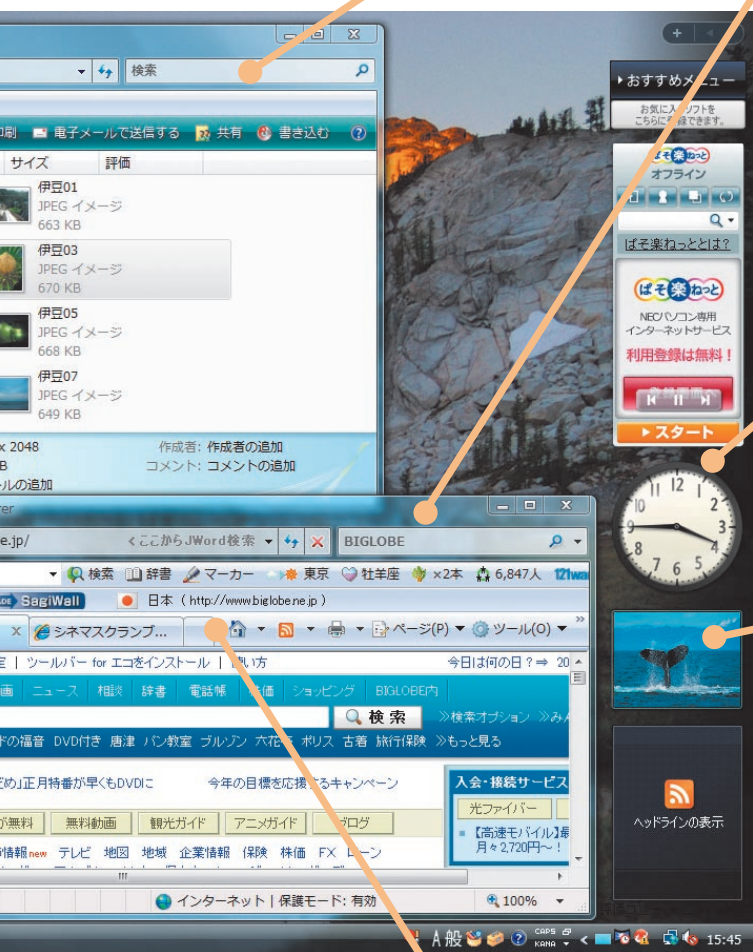 検索
印刷 電子メールで送信する 共有 書き込む
サイズ 評価
伊豆01
JPEG イメージ
663 KB
伊豆03
JPEG イメージ
670 KB
伊豆05
JPEG イメージ
668 KB
伊豆07
JPEG イメージ
649 KB
x 2048 作成者: 作成者の追加
B コメント: コメントの追加
ルの追加
おすすめメニュー
お気に入りソフトを
こちらに登録できます。
ぱそ楽ねっと
オフライン
ぱそ楽ねっととは?
ぱそ楽ねっと
NECパソコン専用
インターネットサービス
利用登録は無料!
スタート
11 12 1
10 2
9 3
8 4
7 6 5
rer
e.jp/ <ここからJWord検索 BIGLOBE
検索 辞書 マーカー 東京 牡羊座 ×2本 6,847人
SagiWall 日本 ( http://www.biglobe.ne.jp )
シネマスクランブ... ページ(P) ツール(O) »
ツールバー for エコをインストール | 使い方 今日は何の日?⇒ 20
画 ニュース 相談 辞書 電話帳 株価 ショッピング BIGLOBE内
検索 »検索オプション »みん
ドの福音 DVD付き 唐津 パン教室 ブルゾン 六花亭 ポリス 古着 旅行保険 »もっと見る
だめ」正月特番が早くもDVDに 今年の目標を応援するキャンペーン
入会・接続サービス
が無料 無料動画 観光ガイド アニメガイド ブログ
光ファイバー
【高速モバイル】最
月々2,720円~!
情報new テレビ 地図 地域 企業情報 保険 株価 FX ローン
インターネット | 保護モード: 有効 100%
ヘッドラインの表示
A 般 CAPS KANA < 15:45